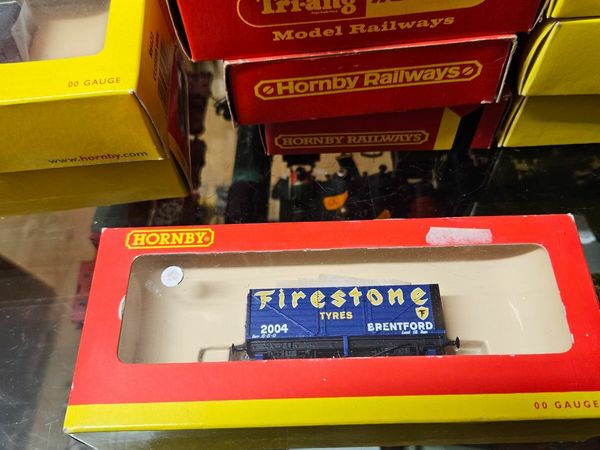 Tri-ang
Model Railways
Hornby Railways
HORNBY RAILWAYS
00 GAUGE
www.hornby.com
HORNBY
Firestone
TYRES
2004
BRENTFORD
F
00 GAUGE